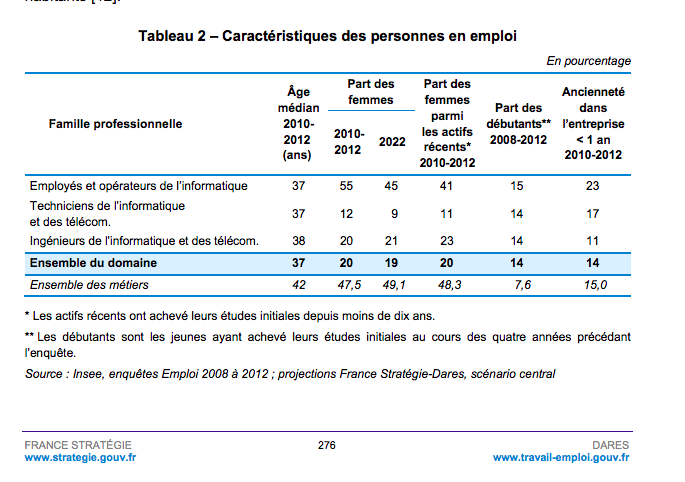 Tableau 2 – Caractéristiques des personnes en emploi
En pourcentage
Famille professionnelle
Âge
médian
2010-
2012
(ans)
Part des
femmes
2010-
2012
2022
Part des
femmes
parmi
les actifs
récents*
2010-2012
Part des
débutants**
2008-2012
Ancienneté
dans
l'entreprise
< 1 an
2010-2012
Employés et opérateurs de l'informatique 37 55 45 41 15 23
Techniciens de l'informatique
et des télécom. 37 12 9 11 14 17
Ingénieurs de l'informatique et des télécom. 38 20 21 23 14 11
Ensemble du domaine 37 20 19 20 14 14
Ensemble des métiers 42 47,5 49,1 48,3 7,6 15,0
* Les actifs récents ont achevé leurs études initiales depuis moins de dix ans.
** Les débutants sont les jeunes ayant achevé leurs études initiales au cours des quatre années précédant
l'enquête.
Source : Insee, enquêtes Emploi 2008 à 2012 ; projections France Stratégie-Dares, scénario central
FRANCE STRATÉGIE 276 DARES
www.strategie.gouv.fr www.travail-emploi.gouv.fr